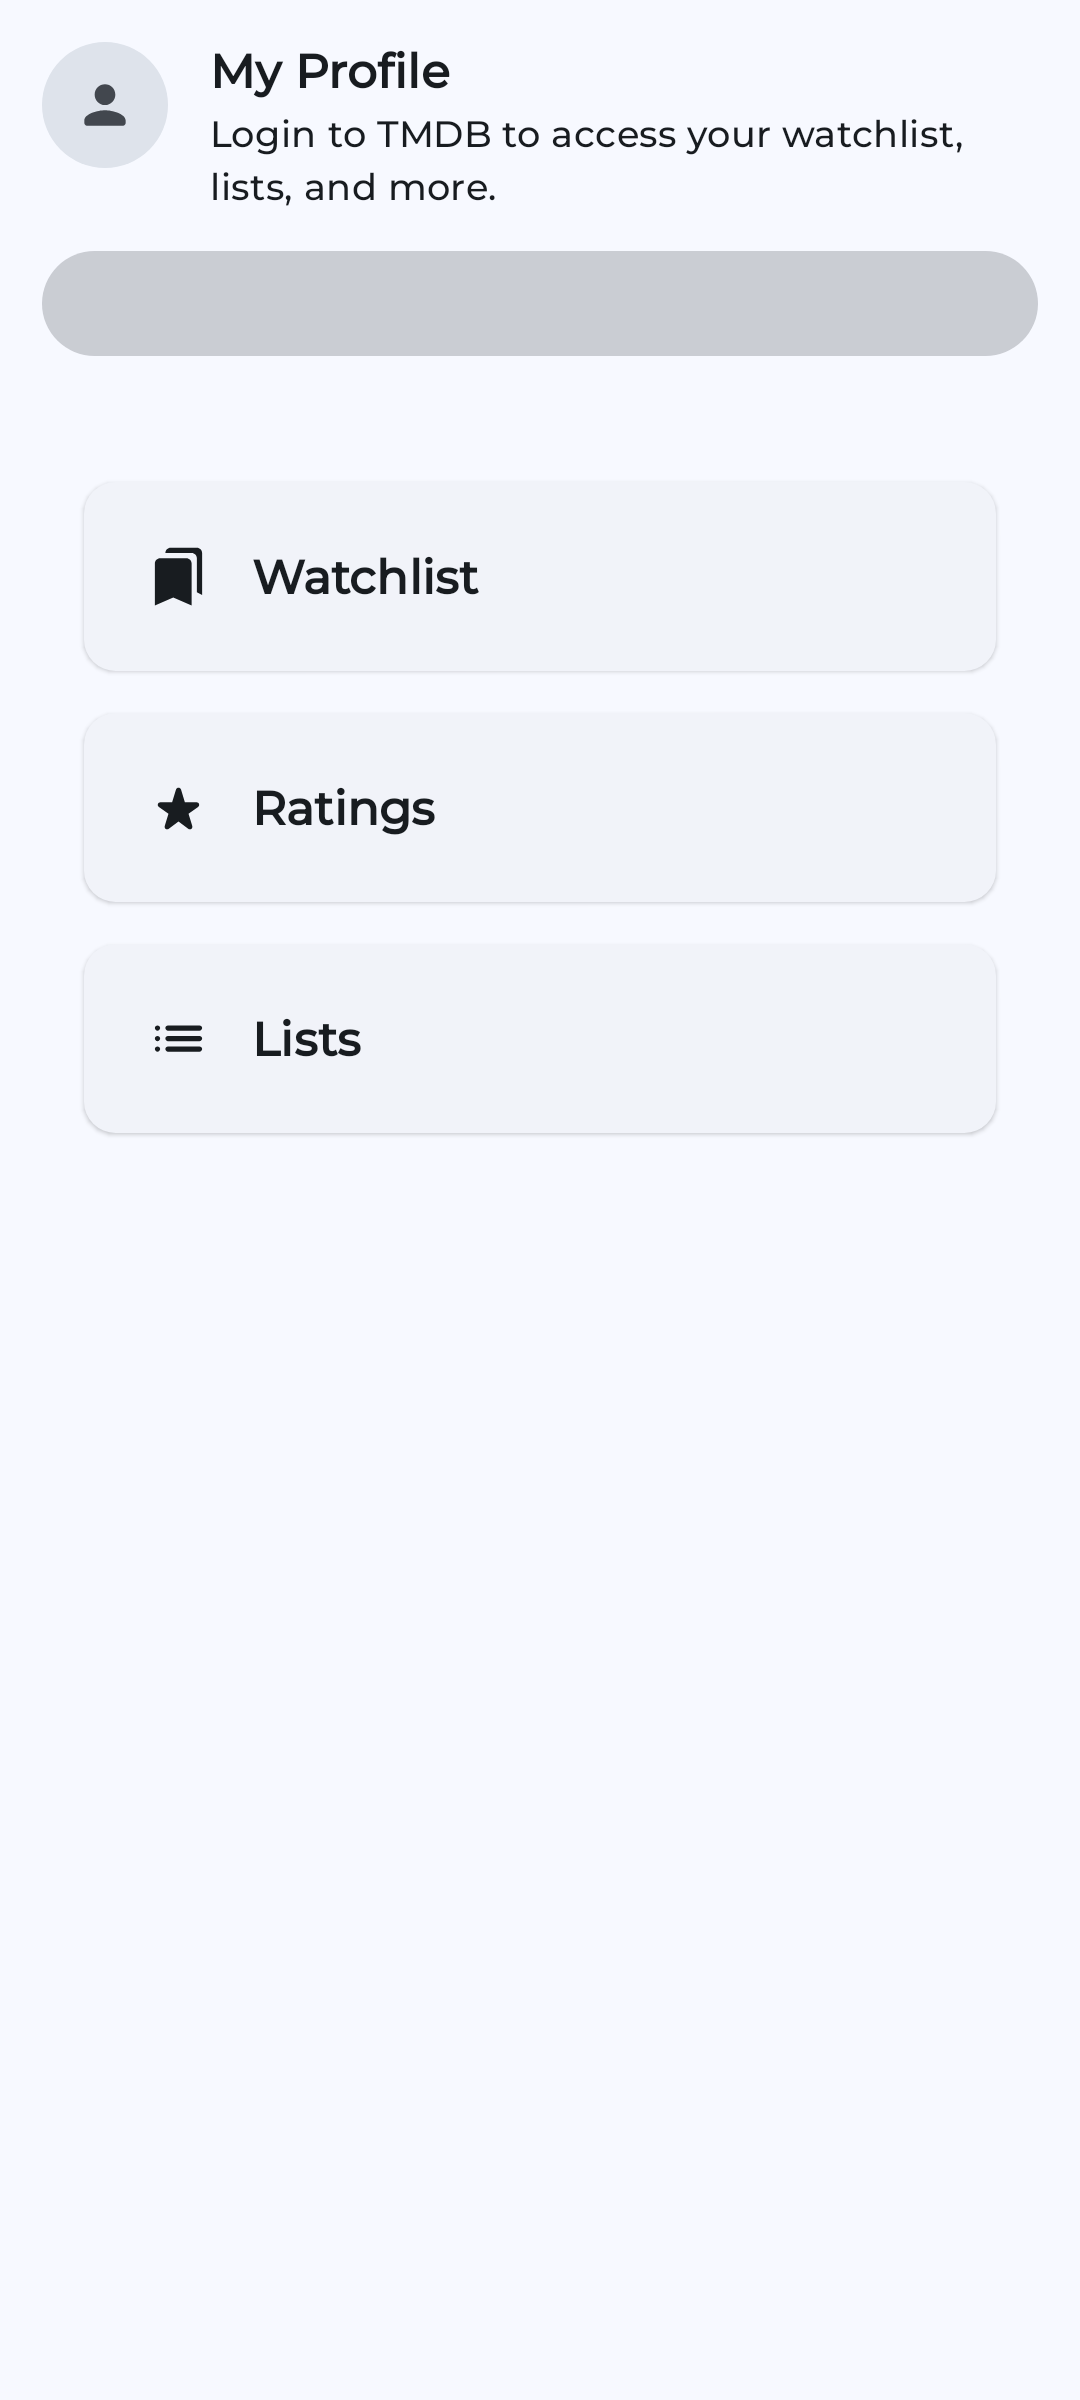 My Profile
Login to TMDB to access your watchlist,
lists, and more.
Watchlist
Ratings
Lists